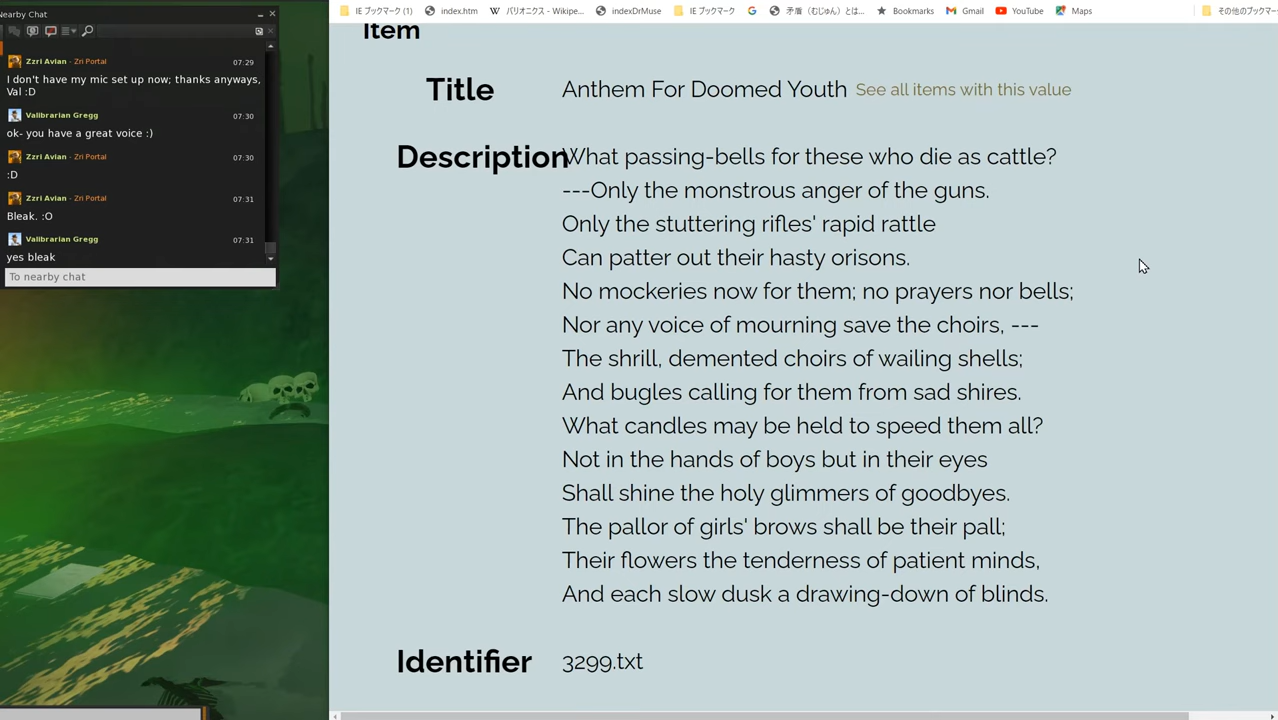 Nearby Chat
Zzri Avian - Zri Portal 07:29
I don't have my mic set up now; thanks anyways,
Val :D
Valibrarian Gregg 07:30
ok- you have a great voice :)
Zzri Avian - Zri Portal 07:30
:D
Zzri Avian - Zri Portal 07:31
Bleak. :O
Valibrarian Gregg 07:31
yes bleak
To nearby chat
IE ブックマーク (1) index.htm パリオニクス - Wikipe... indexDrMuse IE ブックマーク 矛盾（むじゅん）とは... Bookmarks Gmail YouTube Maps その他のブックマーク
Item
Title Anthem For Doomed Youth See all items with this value
Description What passing-bells for these who die as cattle?
---Only the monstrous anger of the guns.
Only the stuttering rifles' rapid rattle
Can patter out their hasty orisons.
No mockeries now for them; no prayers nor bells;
Nor any voice of mourning save the choirs, ---
The shrill, demented choirs of wailing shells;
And bugles calling for them from sad shires.
What candles may be held to speed them all?
Not in the hands of boys but in their eyes
Shall shine the holy glimmers of goodbyes.
The pallor of girls' brows shall be their pall;
Their flowers the tenderness of patient minds,
And each slow dusk a drawing-down of blinds.
Identifier 3299.txt